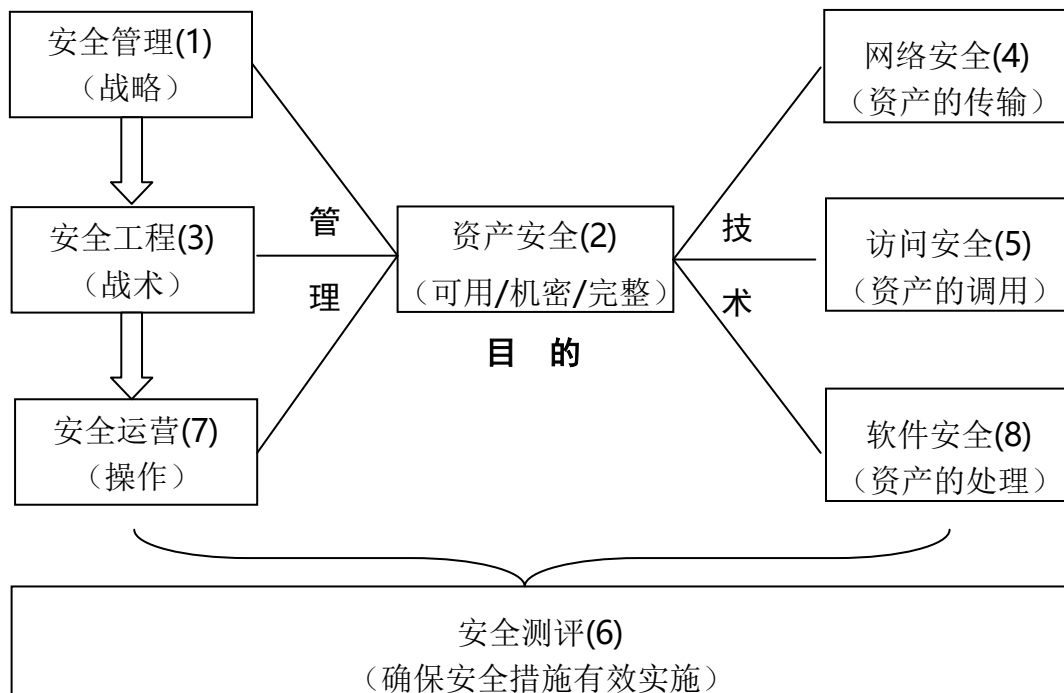 安全管理(1)
（战略）
安全工程(3)
（战术）
安全运营(7)
（操作）
管
理
资产安全(2)
（可用/机密/完整）
目 的
技
术
网络安全(4)
（资产的传输）
访问安全(5)
（资产的调用）
软件安全(8)
（资产的处理）
安全测评(6)
（确保安全措施有效实施）